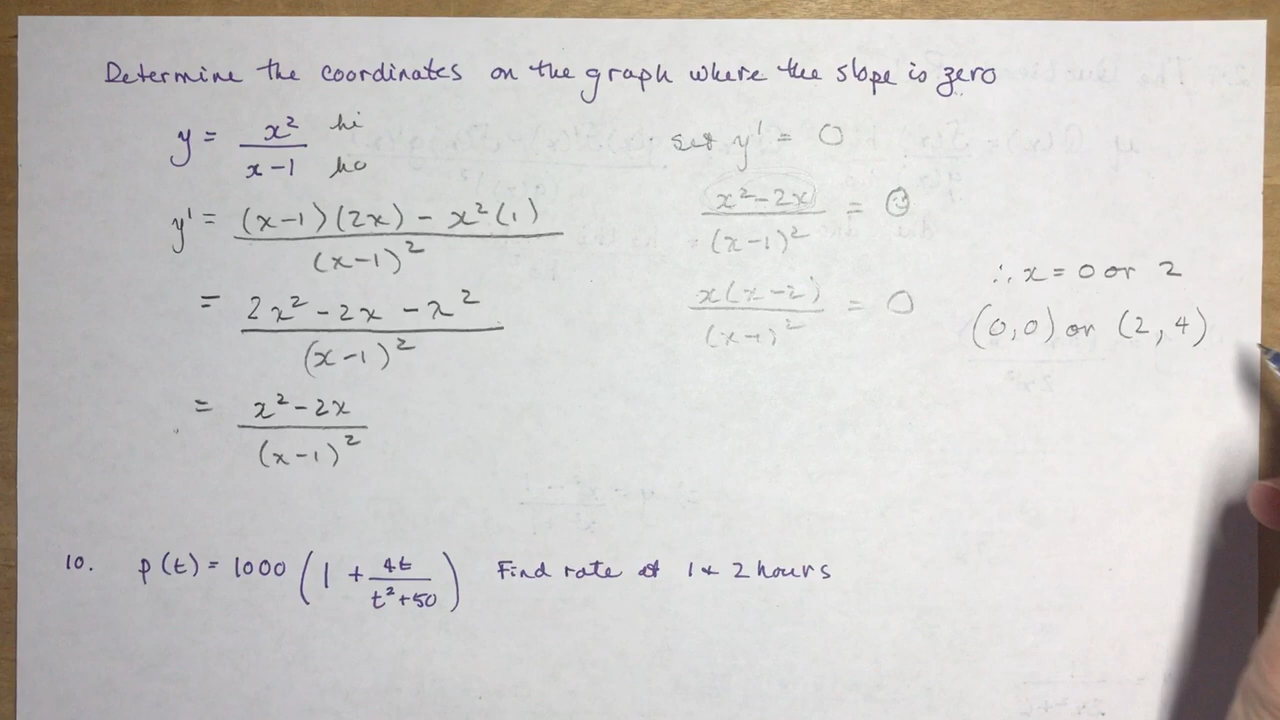 Determine the coordinates on the graph where the slope is zero
y = x²/(x-1) hi ho
y' = ((x-1)(2x) - x²(1))/(x-1)²
= (2x² - 2x - x²)/(x-1)²
= (x² - 2x)/(x-1)²
set y' = 0
(x² - 2x)/(x-1)² = 0
x(x-2)/(x-1)² = 0
∴ x = 0 or 2
(0,0) or (2,4)
10. p(t) = 1000 (1 + 4t/(t²+50)) Find rate at 1 & 2 hours